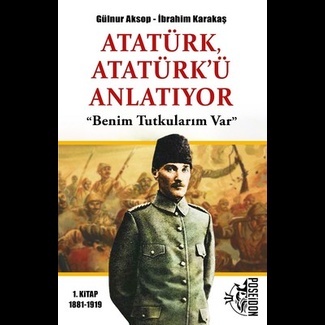 Gülnur Aksop - İbrahim Karakaş
ATATÜRK,
ATATÜRK'Ü
ANLATIYOR
“Benim Tutkularım Var”
1. KİTAP
1881-1919
POSEIDON